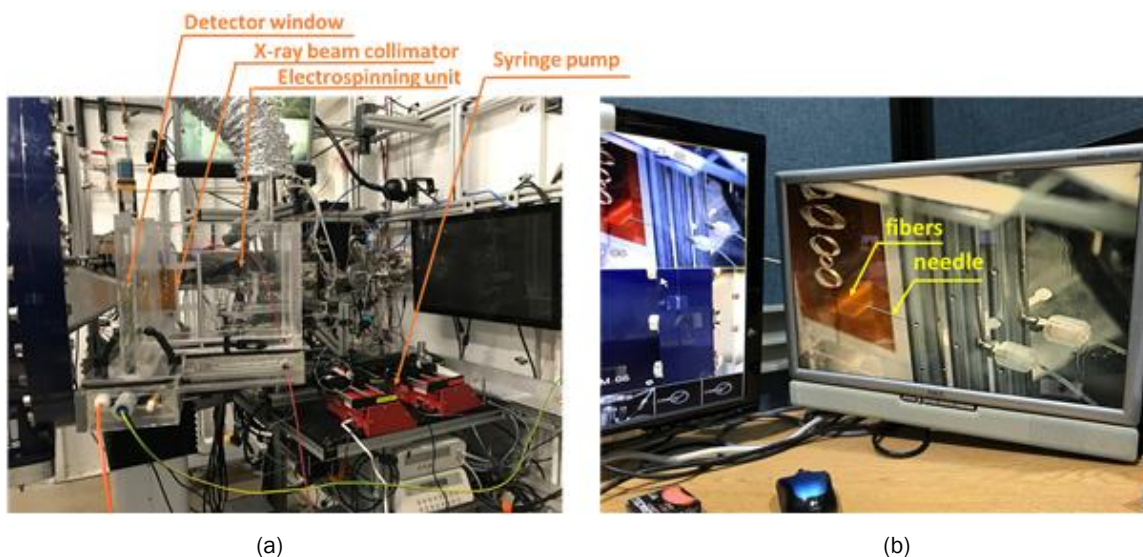 Detector window
X-ray beam collimator
Electrospinning unit
Syringe pump
fibers
needle
(a)
(b)